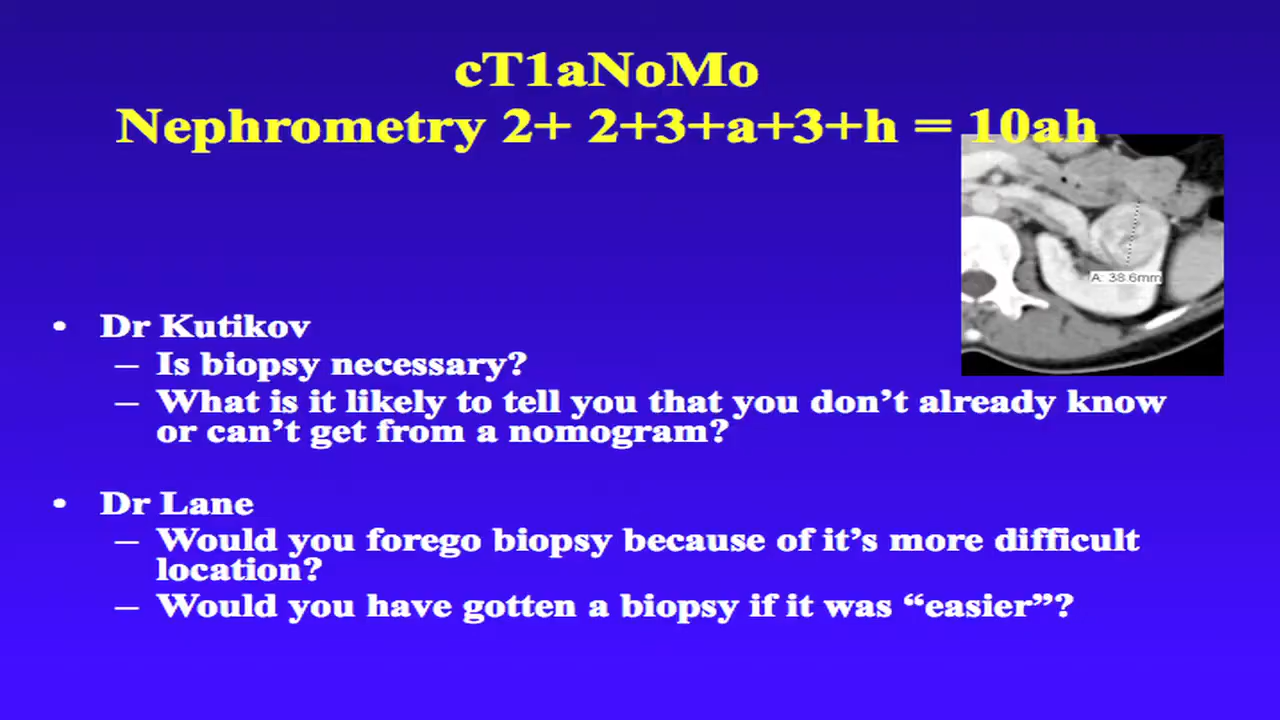 cT1aNoMo
Nephrometry 2+ 2+3+a+3+h = 10ah
A: 38.6mm
• Dr Kutikov
– Is biopsy necessary?
– What is it likely to tell you that you don’t already know
or can’t get from a nomogram?
• Dr Lane
– Would you forego biopsy because of it’s more difficult
location?
– Would you have gotten a biopsy if it was “easier”?